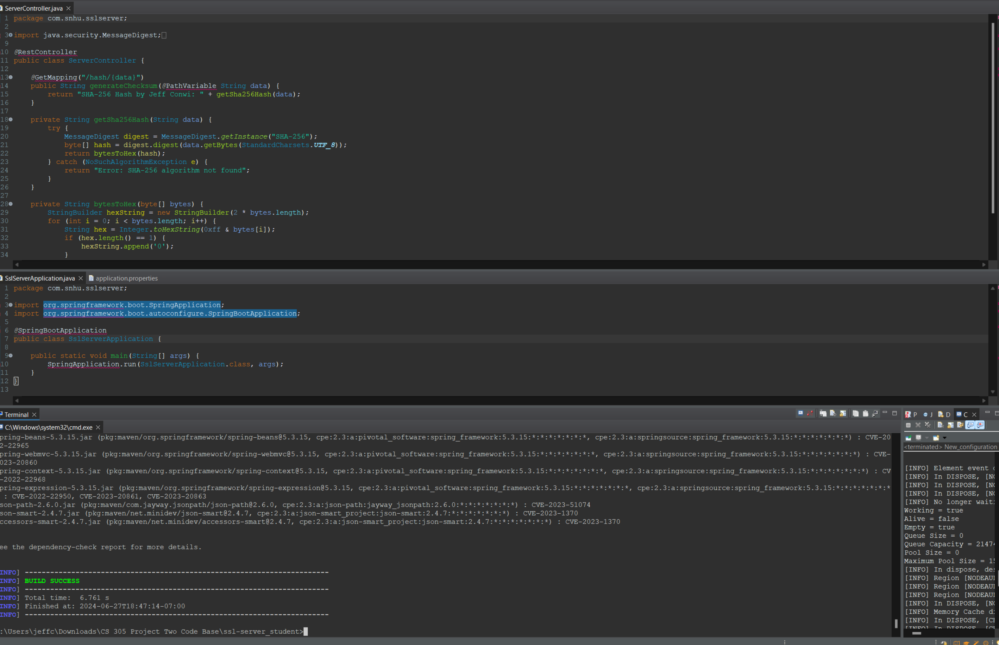 ServerController.java
1 package com.snhu.sslserver;
2
3 import java.security.MessageDigest;
9
10 @RestController
11 public class ServerController {
12
13     @GetMapping("/hash/{data}")
14     public String generateChecksum(@PathVariable String data) {
15         return "SHA-256 Hash by Jeff Conwi: " + getSha256Hash(data);
16     }
17
18     private String getSha256Hash(String data) {
19         try {
20             MessageDigest digest = MessageDigest.getInstance("SHA-256");
21             byte[] hash = digest.digest(data.getBytes(StandardCharsets.UTF_8));
22             return bytesToHex(hash);
23         } catch (NoSuchAlgorithmException e) {
24             return "Error: SHA-256 algorithm not found";
25         }
26     }
27
28     private String bytesToHex(byte[] bytes) {
29         StringBuilder hexString = new StringBuilder(2 * bytes.length);
30         for (int i = 0; i < bytes.length; i++) {
31             String hex = Integer.toHexString(0xff & bytes[i]);
32             if (hex.length() == 1) {
33                 hexString.append('0');
34             }
SslServerApplication.java application.properties
1 package com.snhu.sslserver;
2
3 import org.springframework.boot.SpringApplication;
4 import org.springframework.boot.autoconfigure.SpringBootApplication;
5
6 @SpringBootApplication
7 public class SslServerApplication {
8
9     public static void main(String[] args) {
10         SpringApplication.run(SslServerApplication.class, args);
11     }
12 }
13
Terminal
C:\Windows\system32\cmd.exe
pring-beans-5.3.15.jar (pkg:maven/org.springframework/spring-beans@5.3.15, cpe:2.3:a:pivotal_software:spring_framework:5.3.15:*:*:*:*:*:*:*, cpe:2.3:a:springsource:spring_framework:5.3.15:*:*:*:*:*:*:*) : CVE-20
2-22965
pring-webmvc-5.3.15.jar (pkg:maven/org.springframework/spring-webmvc@5.3.15, cpe:2.3:a:pivotal_software:spring_framework:5.3.15:*:*:*:*:*:*:*, cpe:2.3:a:springsource:spring_framework:5.3.15:*:*:*:*:*:*:*) : CVE-
023-20860
pring-context-5.3.15.jar (pkg:maven/org.springframework/spring-context@5.3.15, cpe:2.3:a:pivotal_software:spring_framework:5.3.15:*:*:*:*:*:*:*, cpe:2.3:a:springsource:spring_framework:5.3.15:*:*:*:*:*:*:*) : CV
-2022-22968
pring-expression-5.3.15.jar (pkg:maven/org.springframework/spring-expression@5.3.15, cpe:2.3:a:pivotal_software:spring_framework:5.3.15:*:*:*:*:*:*:*, cpe:2.3:a:springsource:spring_framework:5.3.15:*:*:*:*:*:*:*
: CVE-2022-22950, CVE-2023-20861, CVE-2023-20863
son-path-2.6.0.jar (pkg:maven/com.jayway.jsonpath/json-path@2.6.0, cpe:2.3:a:json-path:jayway_jsonpath:2.6.0:*:*:*:*:*:*:*) : CVE-2023-51074
son-smart-2.4.7.jar (pkg:maven/net.minidev/json-smart@2.4.7, cpe:2.3:a:json-smart_project:json-smart:2.4.7:*:*:*:*:*:*:*) : CVE-2023-1370
ccessors-smart-2.4.7.jar (pkg:maven/net.minidev/accessors-smart@2.4.7, cpe:2.3:a:json-smart_project:json-smart:2.4.7:*:*:*:*:*:*:*) : CVE-2023-1370
ee the dependency-check report for more details.
INFO] ------------------------------------------------------------------------
INFO] BUILD SUCCESS
INFO] ------------------------------------------------------------------------
INFO] Total time:  6.761 s
INFO] Finished at: 2024-06-27T18:47:14-07:00
INFO] ------------------------------------------------------------------------
:\Users\jeffc\Downloads\CS 305 Project Two Code Base\ssl-server_student>
P J D C
<terminated> New_configuration
[INFO] Element event
[INFO] In DISPOSE, [N
[INFO] In DISPOSE, [N
[INFO] In DISPOSE, [N
[INFO] No longer wait
Working = true
Alive = false
Empty = true
Queue Size = 0
Queue Capacity = 2147
Pool Size = 0
Maximum Pool Size = 15
[INFO] In dispose, de
[INFO] Region [NODEAU
[INFO] Region [NODEAU
[INFO] Region [NODEAU
[INFO] In DISPOSE, [N
[INFO] Memory Cache d
[INFO] In DISPOSE, [C